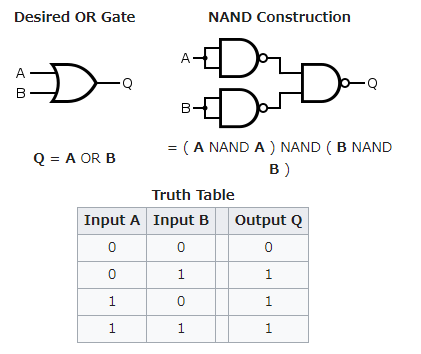 Desired OR Gate
NAND Construction
A
B
Q
A
B
Q
Q = A OR B
= ( A NAND A ) NAND ( B NAND
B )
Truth Table
Input A Input B Output Q
0 0 0
0 1 1
1 0 1
1 1 1